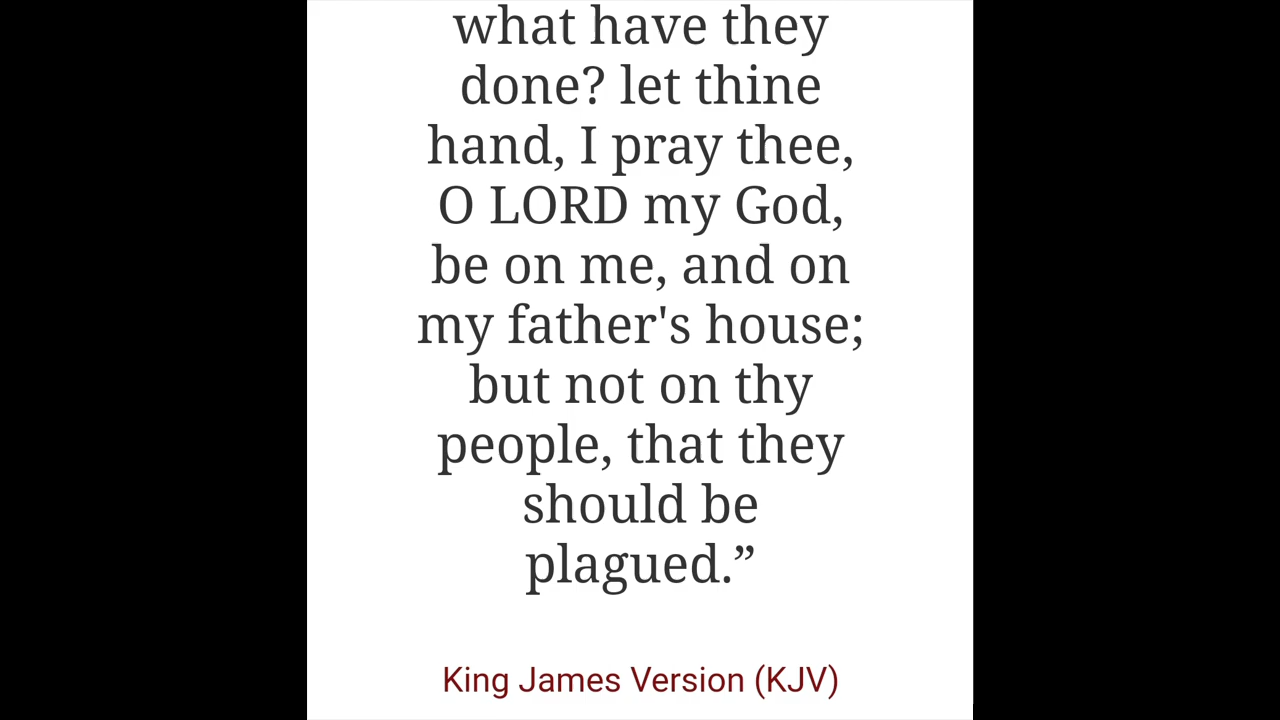 what have they
done? let thine
hand, I pray thee,
O LORD my God,
be on me, and on
my father's house;
but not on thy
people, that they
should be
plagued.”
King James Version (KJV)